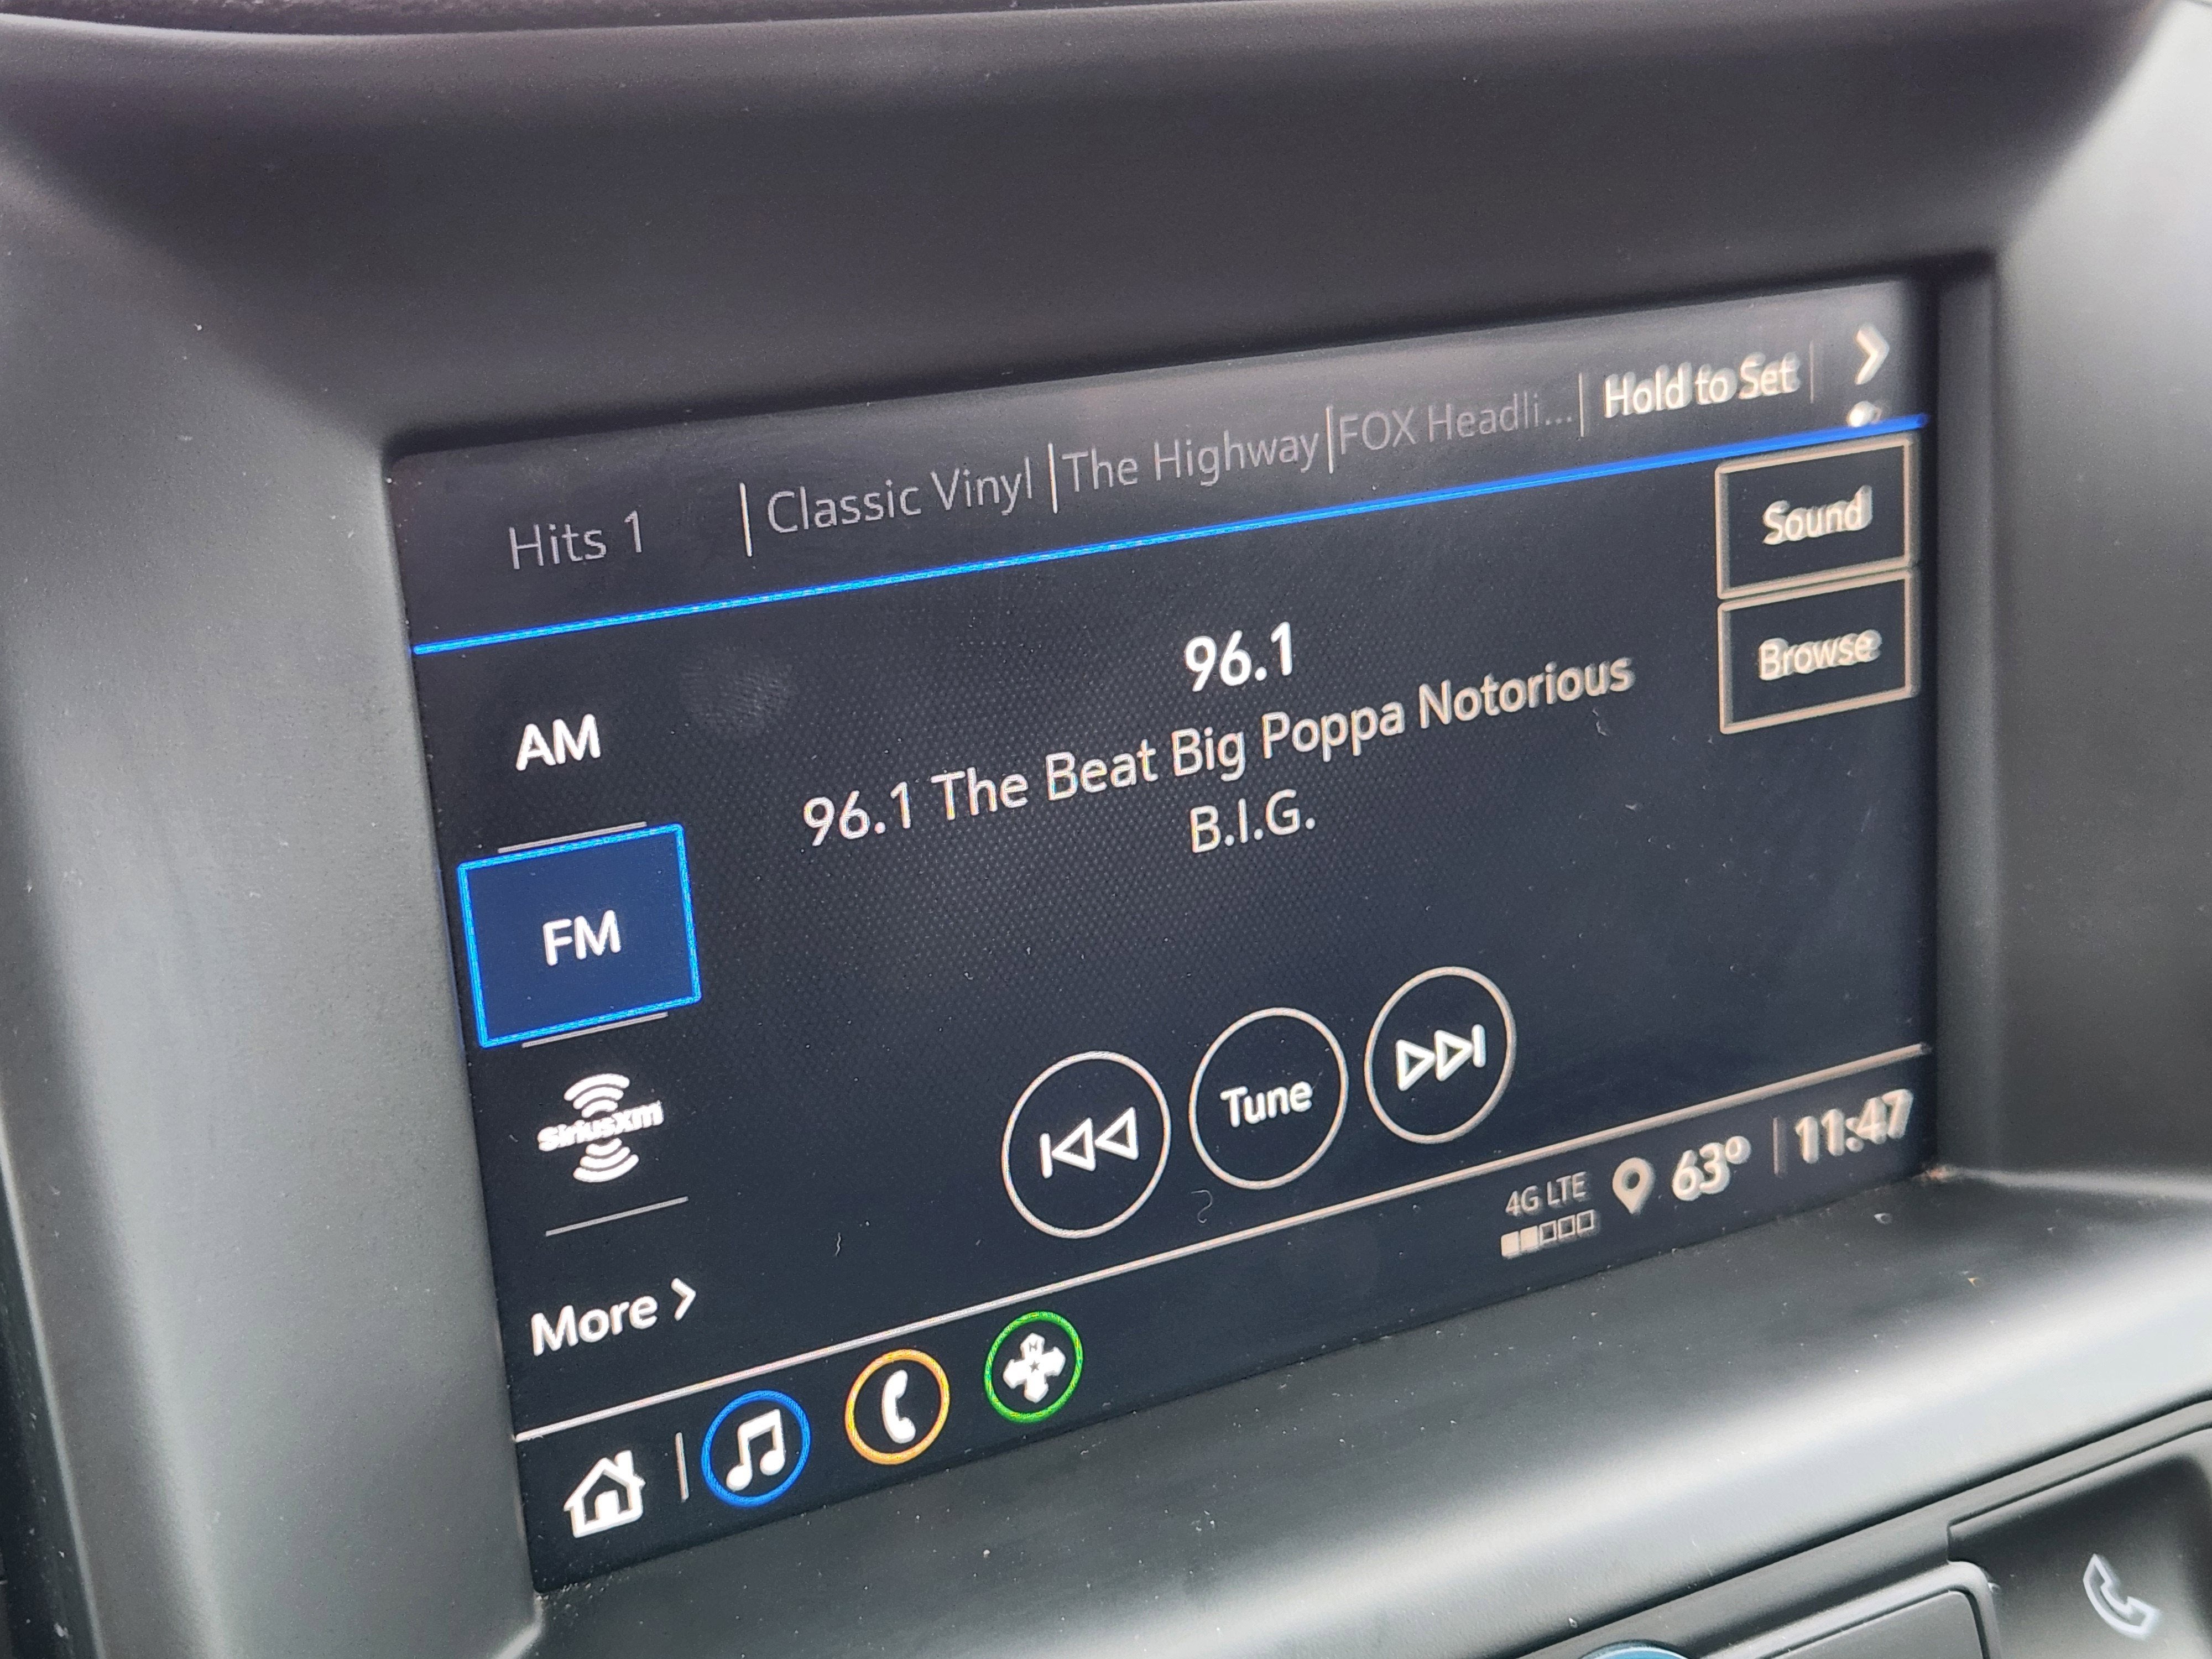 Hits 1 | Classic Vinyl | The Highway | FOX Headli... | Hold to Set |
Sound
Browse
96.1
96.1 The Beat Big Poppa Notorious
B.I.G.
AM
FM
siriusxm
More
Tune
4G LTE
63° | 11:47
N